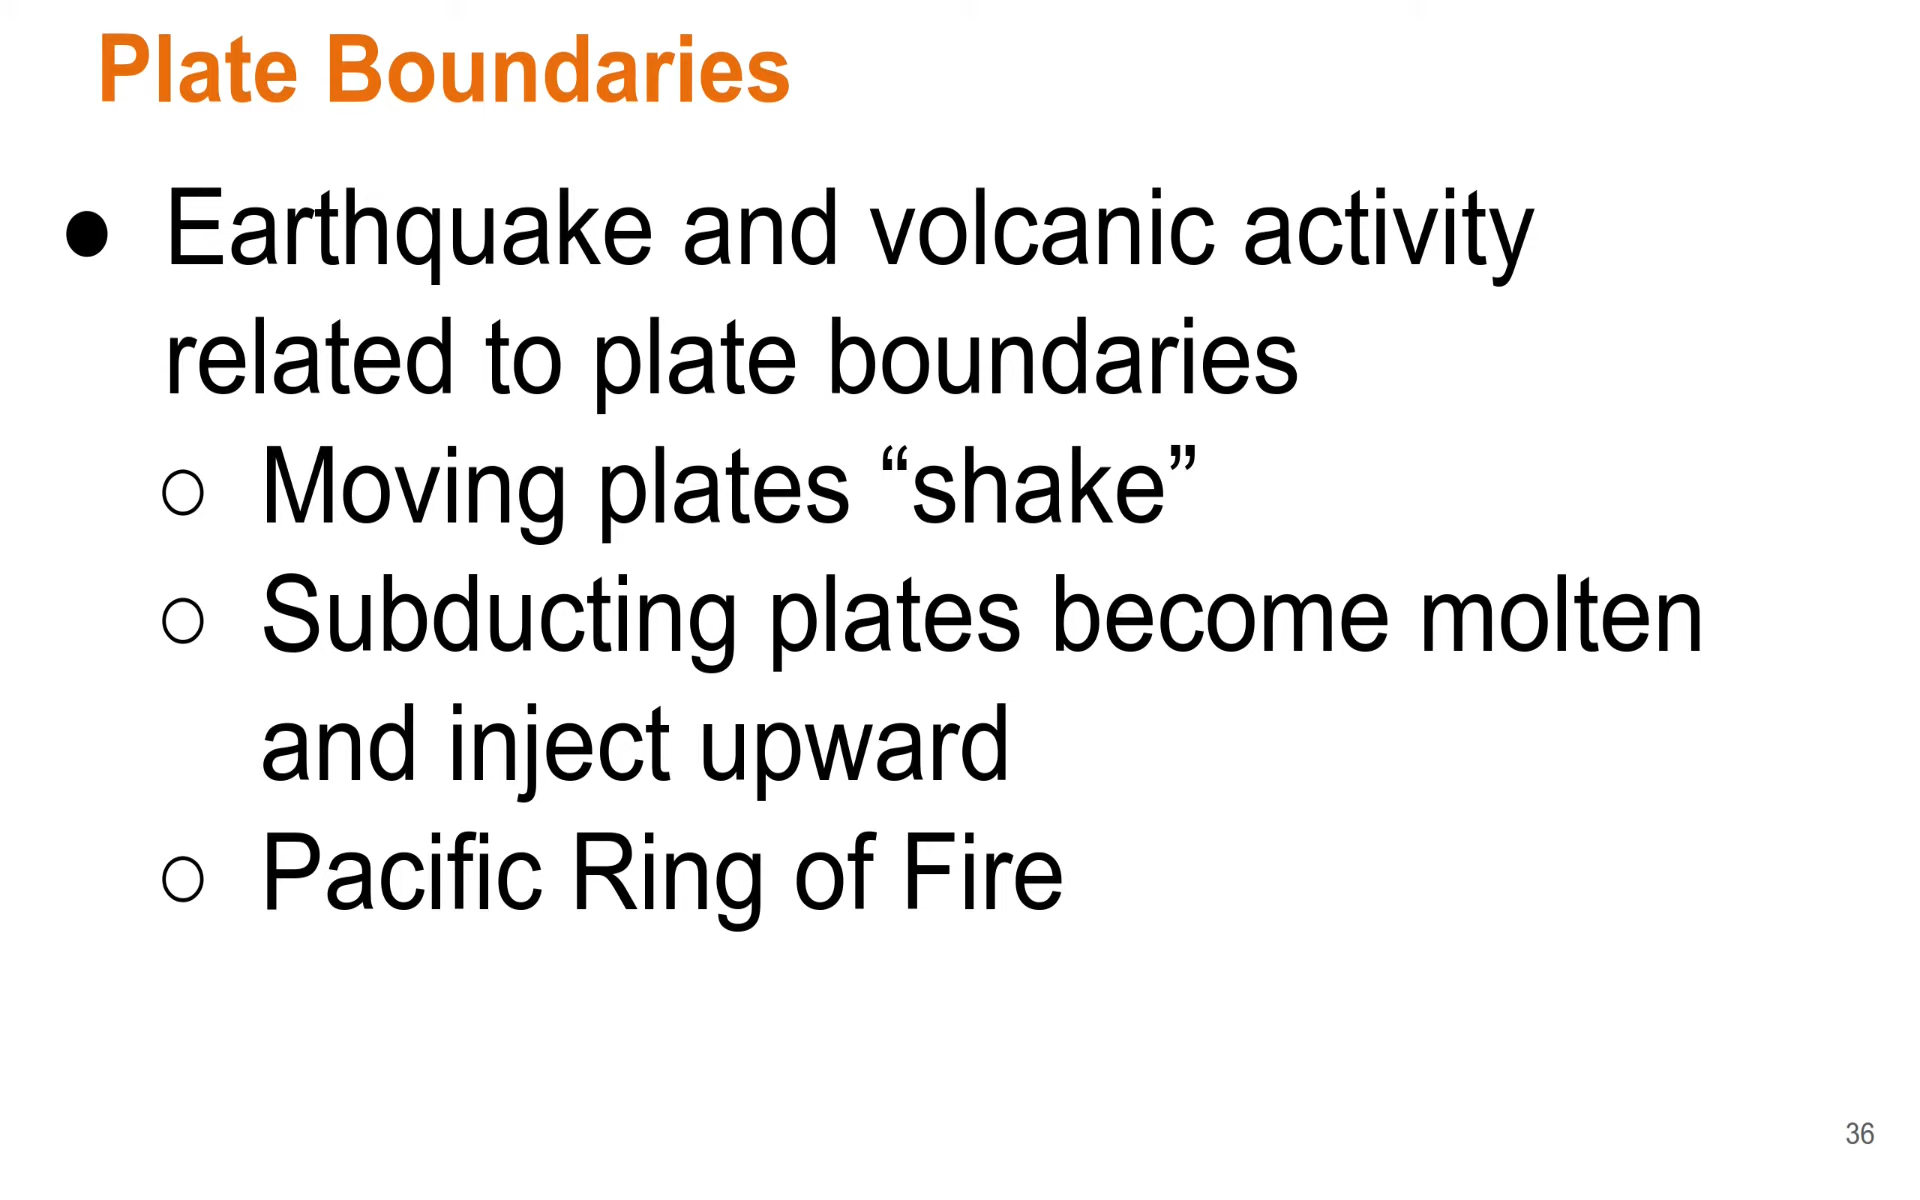 Plate Boundaries
● Earthquake and volcanic activity
related to plate boundaries
○ Moving plates “shake”
○ Subducting plates become molten
and inject upward
○ Pacific Ring of Fire
36